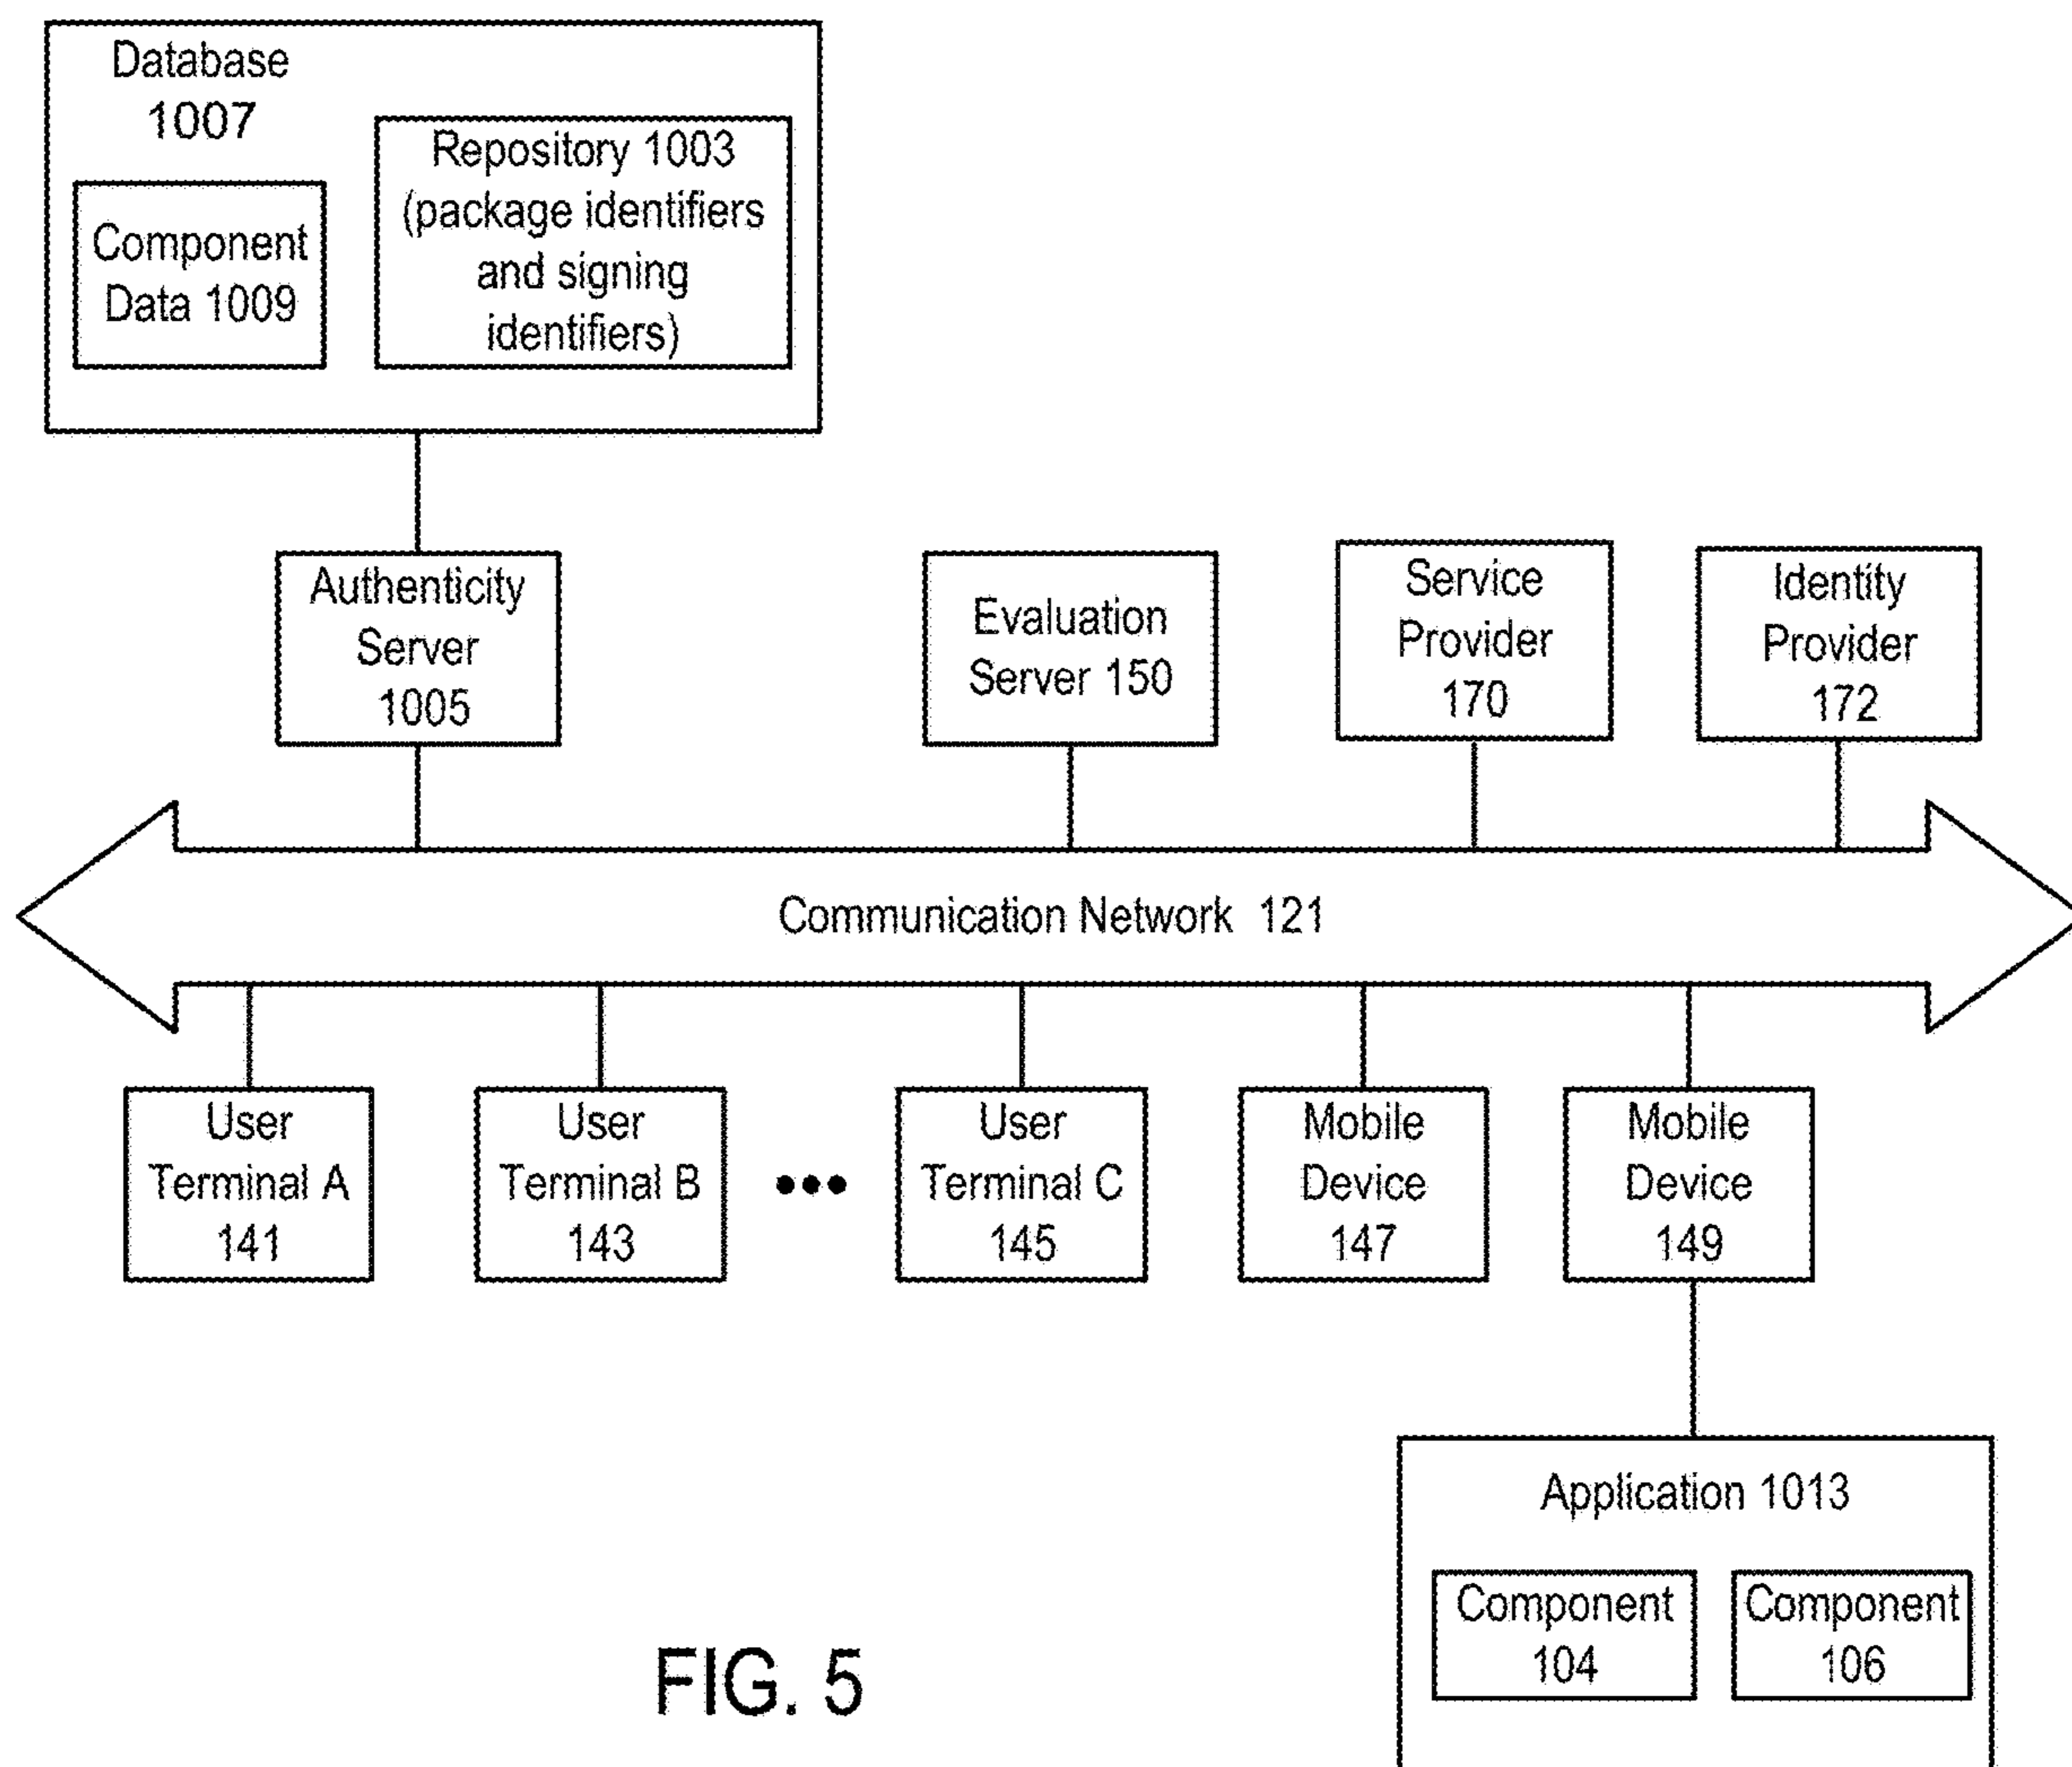 Database
1007
Component
Data 1009
Repository 1003
(package identifiers
and signing
identifiers)
Authenticity
Server
1005
Evaluation
Server 150
Service
Provider
170
Identity
Provider
172
Communication Network 121
User
Terminal A
141
User
Terminal B
143
•••
User
Terminal C
145
Mobile
Device
147
Mobile
Device
149
Application 1013
Component
104
Component
106
FIG. 5